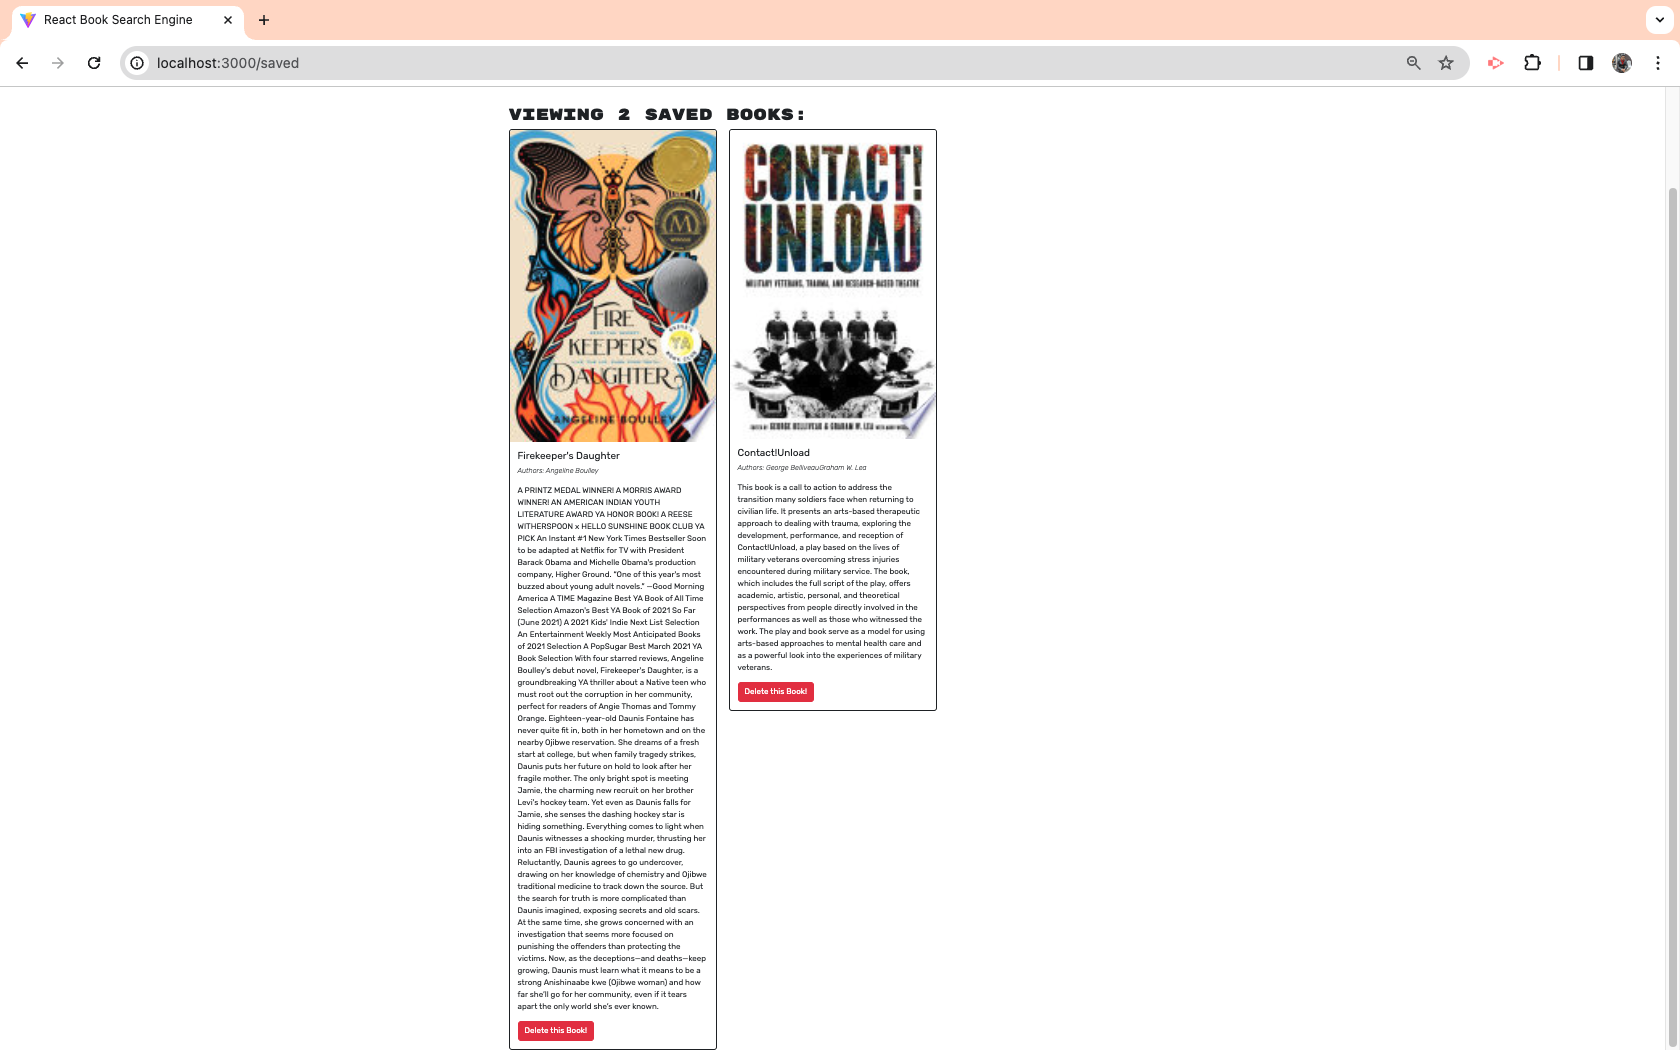 React Book Search Engine
localhost:3000/saved
VIEWING 2 SAVED BOOKS:
M
YA
FIRE
KEEPER'S
DAUGHTER
ANGELINE BOULLEY
Firekeeper's Daughter
Authors: Angeline Boulley
A PRINTZ MEDAL WINNER! A MORRIS AWARD
WINNER! AN AMERICAN INDIAN YOUTH
LITERATURE AWARD YA HONOR BOOK! A REESE
WITHERSPOON x HELLO SUNSHINE BOOK CLUB YA
PICK An Instant #1 New York Times Bestseller Soon
to be adapted at Netflix for TV with President
Barack Obama and Michelle Obama's production
company, Higher Ground. "One of this year's most
buzzed about young adult novels." —Good Morning
America A TIME Magazine Best YA Book of All Time
Selection Amazon's Best YA Book of 2021 So Far
(June 2021) A 2021 Kids' Indie Next List Selection
An Entertainment Weekly Most Anticipated Books
of 2021 Selection A PopSugar Best March 2021 YA
Book Selection With four starred reviews, Angeline
Boulley's debut novel, Firekeeper's Daughter, is a
groundbreaking YA thriller about a Native teen who
must root out the corruption in her community,
perfect for readers of Angie Thomas and Tommy
Orange. Eighteen-year-old Daunis Fontaine has
never quite fit in, both in her hometown and on the
nearby Ojibwe reservation. She dreams of a fresh
start at college, but when family tragedy strikes,
Daunis puts her future on hold to look after her
fragile mother. The only bright spot is meeting
Jamie, the charming new recruit on her brother
Levi's hockey team. Yet even as Daunis falls for
Jamie, she senses the dashing hockey star is
hiding something. Everything comes to light when
Daunis witnesses a shocking murder, thrusting her
into an FBI investigation of a lethal new drug.
Reluctantly, Daunis agrees to go undercover,
drawing on her knowledge of chemistry and Ojibwe
traditional medicine to track down the source. But
the search for truth is more complicated than
Daunis imagined, exposing secrets and old scars.
At the same time, she grows concerned with an
investigation that seems more focused on
punishing the offenders than protecting the
victims. Now, as the deceptions—and deaths—keep
growing, Daunis must learn what it means to be a
strong Anishinaabe kwe (Ojibwe woman) and how
far she'll go for her community, even if it tears
apart the only world she's ever known.
Delete this Book!
CONTACT!
UNLOAD
MILITARY VETERANS, TRAUMA, AND RESEARCH-BASED THEATRE
EDITED BY GEORGE BELLIVEAU & GRAHAM W. LEA
Contact!Unload
Authors: George BelliveauGraham W. Lea
This book is a call to action to address the
transition many soldiers face when returning to
civilian life. It presents an arts-based therapeutic
approach to dealing with trauma, exploring the
development, performance, and reception of
Contact!Unload, a play based on the lives of
military veterans overcoming stress injuries
encountered during military service. The book,
which includes the full script of the play, offers
academic, artistic, personal, and theoretical
perspectives from people directly involved in the
performances as well as those who witnessed the
work. The play and book serve as a model for using
arts-based approaches to mental health care and
as a powerful look into the experiences of military
veterans.
Delete this Book!